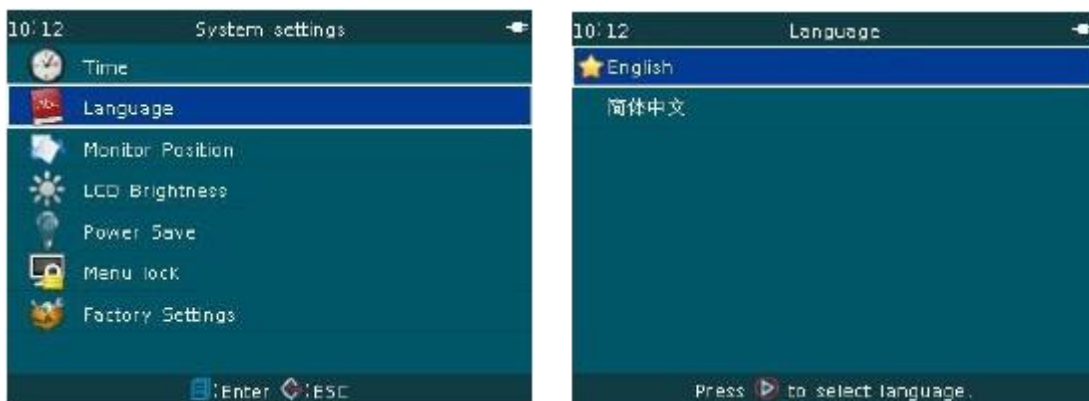 10:12 System settings
Time
Language
Monitor Position
LCD Brightness
Power Save
Menu lock
Factory Settings
:Enter :ESC
10:12 Language
English
简体中文
Press to select language.